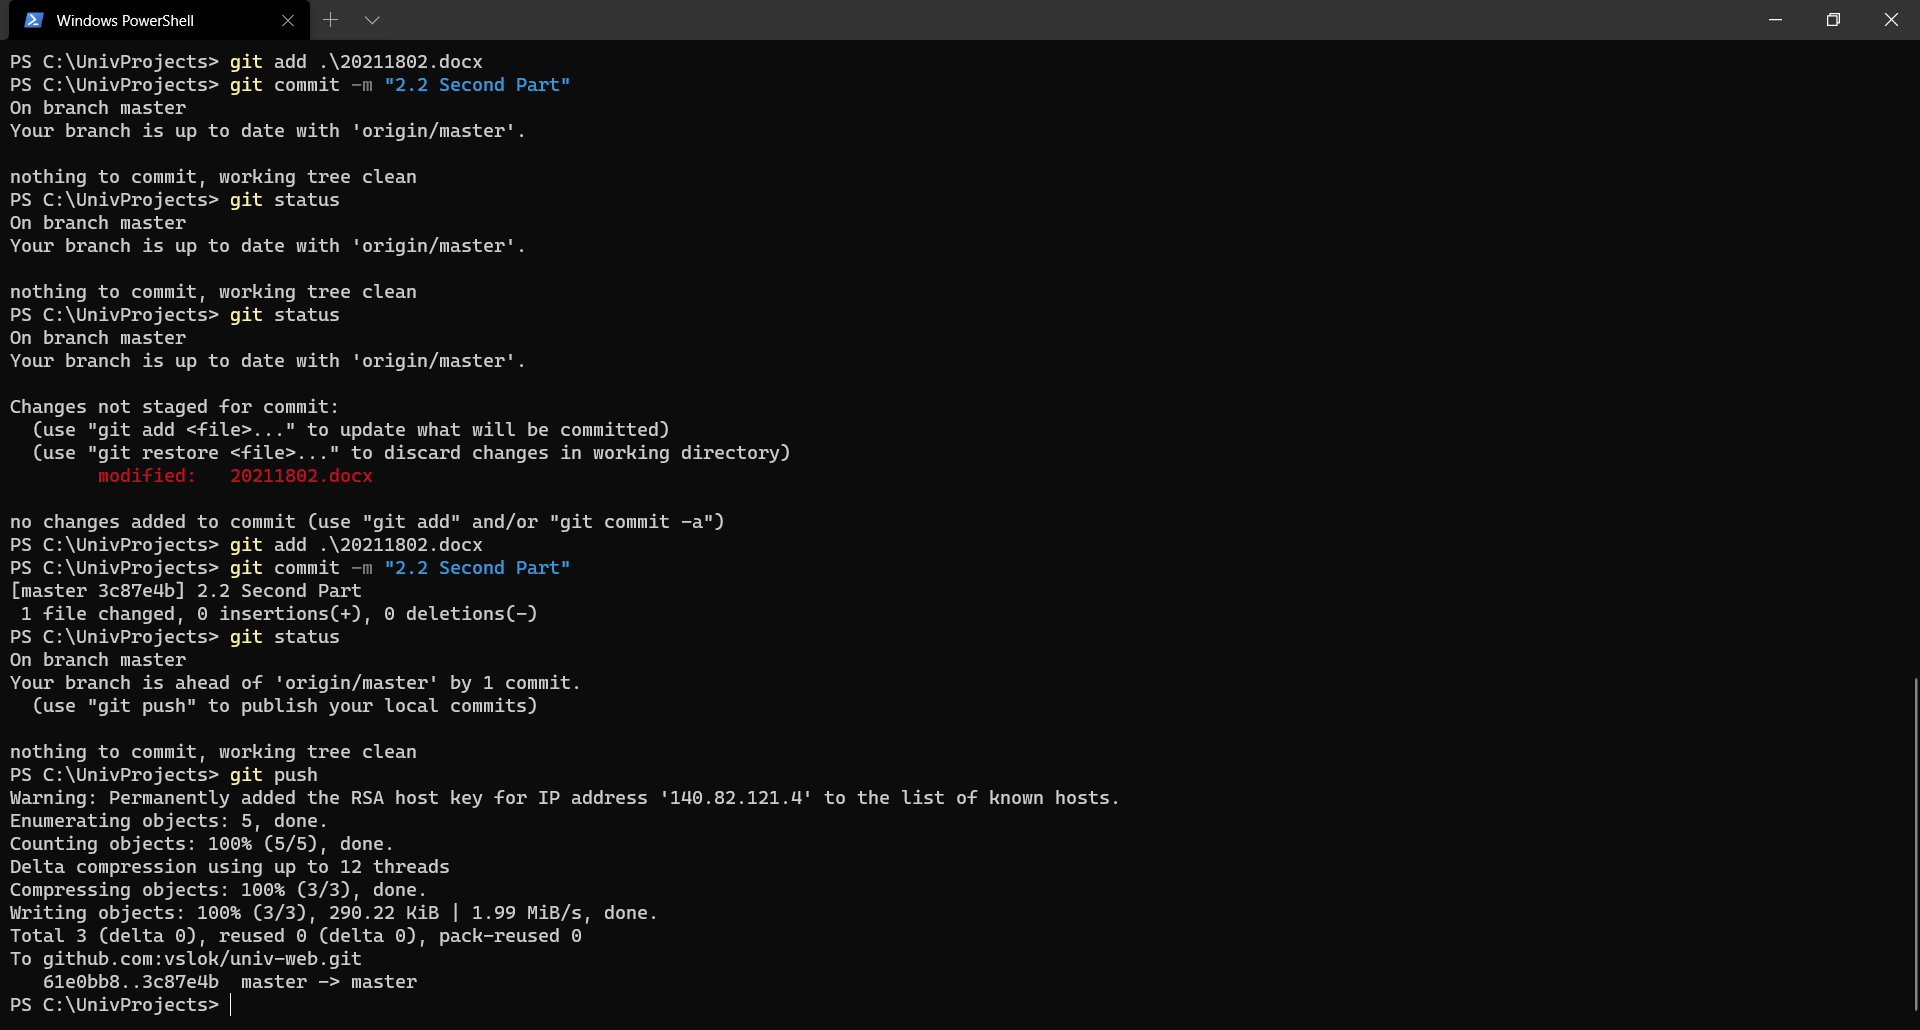 Windows PowerShell
PS C:\UnivProjects> git add .\20211802.docx
PS C:\UnivProjects> git commit -m "2.2 Second Part"
On branch master
Your branch is up to date with 'origin/master'.

nothing to commit, working tree clean
PS C:\UnivProjects> git status
On branch master
Your branch is up to date with 'origin/master'.

nothing to commit, working tree clean
PS C:\UnivProjects> git status
On branch master
Your branch is up to date with 'origin/master'.

Changes not staged for commit:
  (use "git add <file>..." to update what will be committed)
  (use "git restore <file>..." to discard changes in working directory)
        modified:   20211802.docx

no changes added to commit (use "git add" and/or "git commit -a")
PS C:\UnivProjects> git add .\20211802.docx
PS C:\UnivProjects> git commit -m "2.2 Second Part"
[master 3c87e4b] 2.2 Second Part
 1 file changed, 0 insertions(+), 0 deletions(-)
PS C:\UnivProjects> git status
On branch master
Your branch is ahead of 'origin/master' by 1 commit.
  (use "git push" to publish your local commits)

nothing to commit, working tree clean
PS C:\UnivProjects> git push
Warning: Permanently added the RSA host key for IP address '140.82.121.4' to the list of known hosts.
Enumerating objects: 5, done.
Counting objects: 100% (5/5), done.
Delta compression using up to 12 threads
Compressing objects: 100% (3/3), done.
Writing objects: 100% (3/3), 290.22 KiB | 1.99 MiB/s, done.
Total 3 (delta 0), reused 0 (delta 0), pack-reused 0
To github.com:vslok/univ-web.git
   61e0bb8..3c87e4b  master -> master
PS C:\UnivProjects>